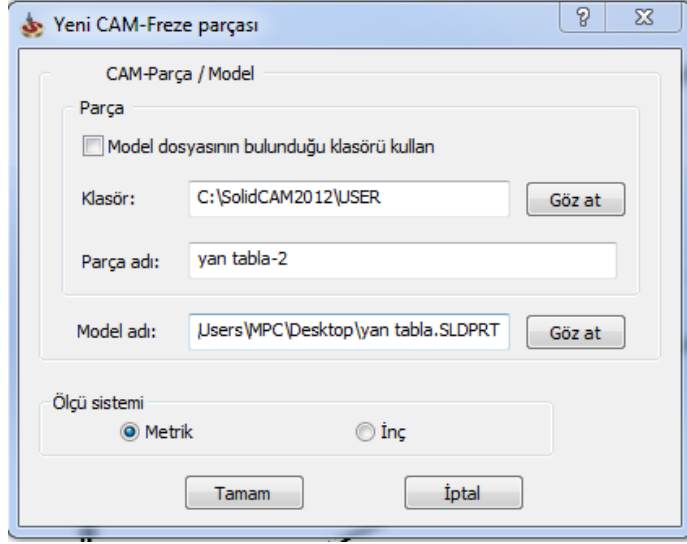 Yeni CAM-Freze parçası
CAM-Parça / Model
Parça
Model dosyasının bulunduğu klasörü kullan
Klasör: C:\SolidCAM2012\USER Göz at
Parça adı: yan tabla-2
Model adı: \Users\MPC\Desktop\yan tabla.SLDPRT Göz at
Ölçü sistemi
Metrik İnç
Tamam İptal